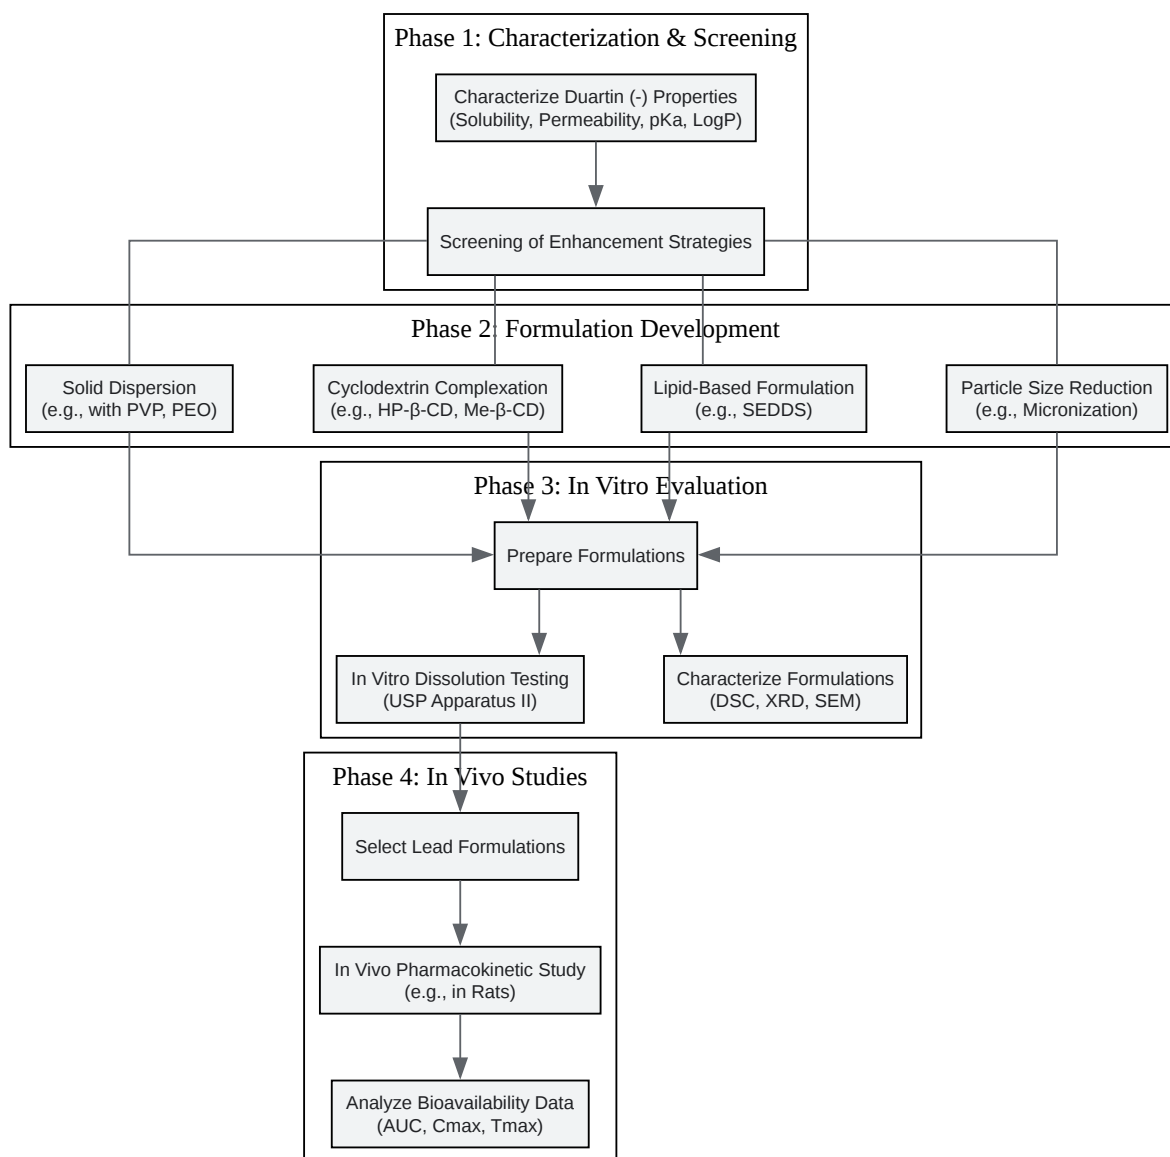 Phase 1: Characterization & Screening
Characterize Duartin (-) Properties
(Solubility, Permeability, pKa, LogP)
Screening of Enhancement Strategies
Phase 2: Formulation Development
Solid Dispersion
(e.g., with PVP, PEO)
Cyclodextrin Complexation
(e.g., HP-β-CD, Me-β-CD)
Lipid-Based Formulation
(e.g., SEDDS)
Particle Size Reduction
(e.g., Micronization)
Phase 3: In Vitro Evaluation
Prepare Formulations
In Vitro Dissolution Testing
(USP Apparatus II)
Characterize Formulations
(DSC, XRD, SEM)
Phase 4: In Vivo Studies
Select Lead Formulations
In Vivo Pharmacokinetic Study
(e.g., in Rats)
Analyze Bioavailability Data
(AUC, Cmax, Tmax)